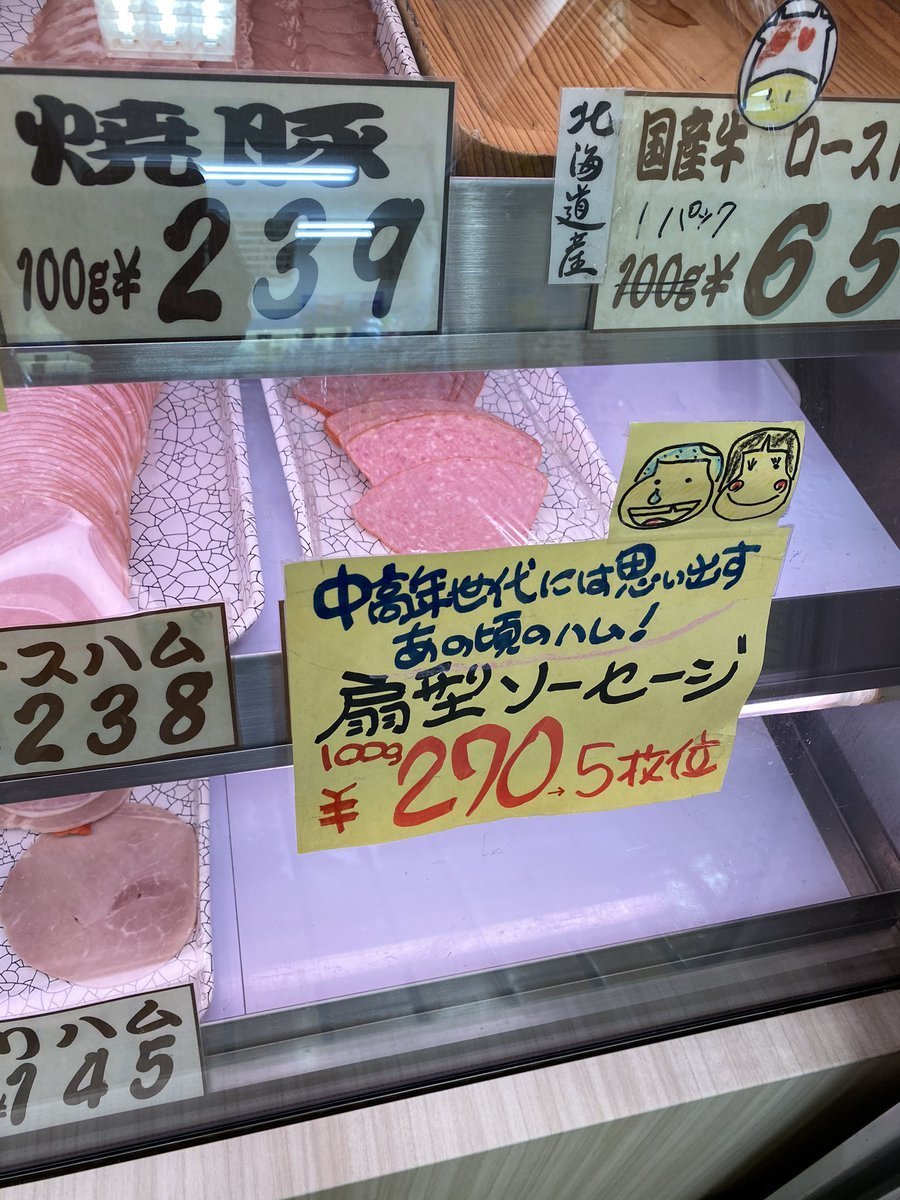 焼豚
100g¥239
北海道産
国産牛 ロース
1パック
100g¥65
スハム
238
中高年世代には思い出す
あの頃のハム!
扇型ソーセージ
100g
¥270→5枚位
ハム
¥145